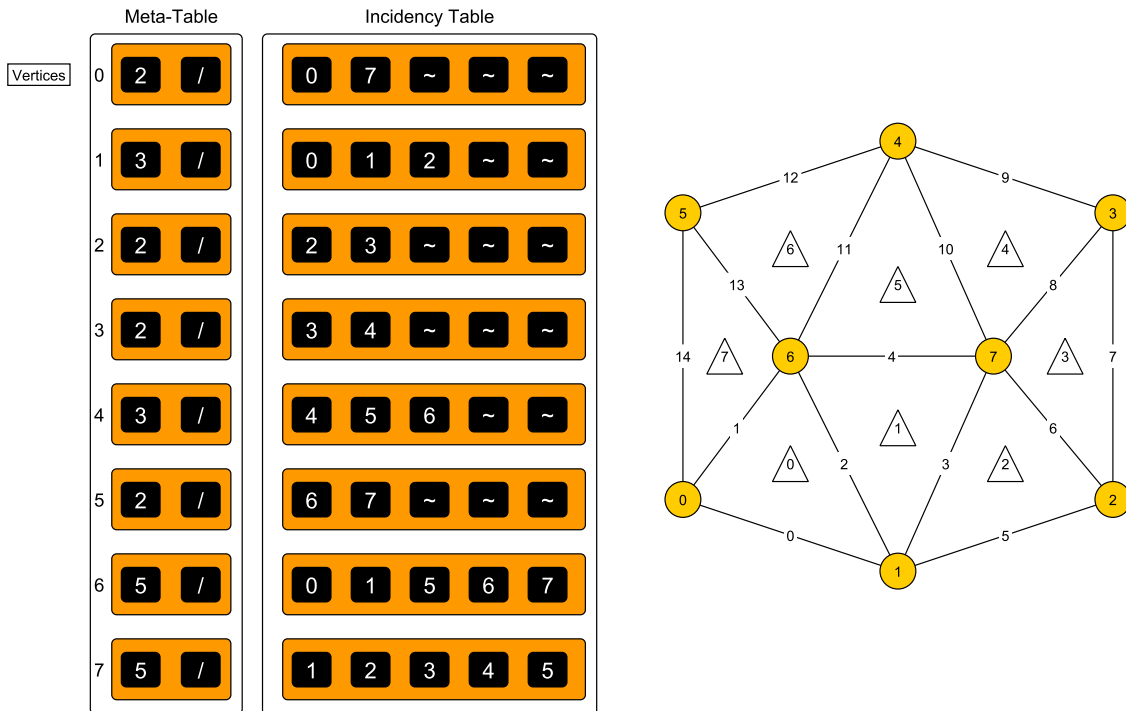 Meta-Table Incidency Table
Vertices 0 2 / 0 7 ~ ~ ~
1 3 / 0 1 2 ~ ~
2 2 / 2 3 ~ ~ ~
3 2 / 3 4 ~ ~ ~
4 3 / 4 5 6 ~ ~
5 2 / 6 7 ~ ~ ~
6 5 / 0 1 5 6 7
7 5 / 1 2 3 4 5
4
12 9
5 3
6 11 10 4
13 5 8
14 7 6 4 7 3 7
1 1 6
0 2 3 2
0 2
0 5
1